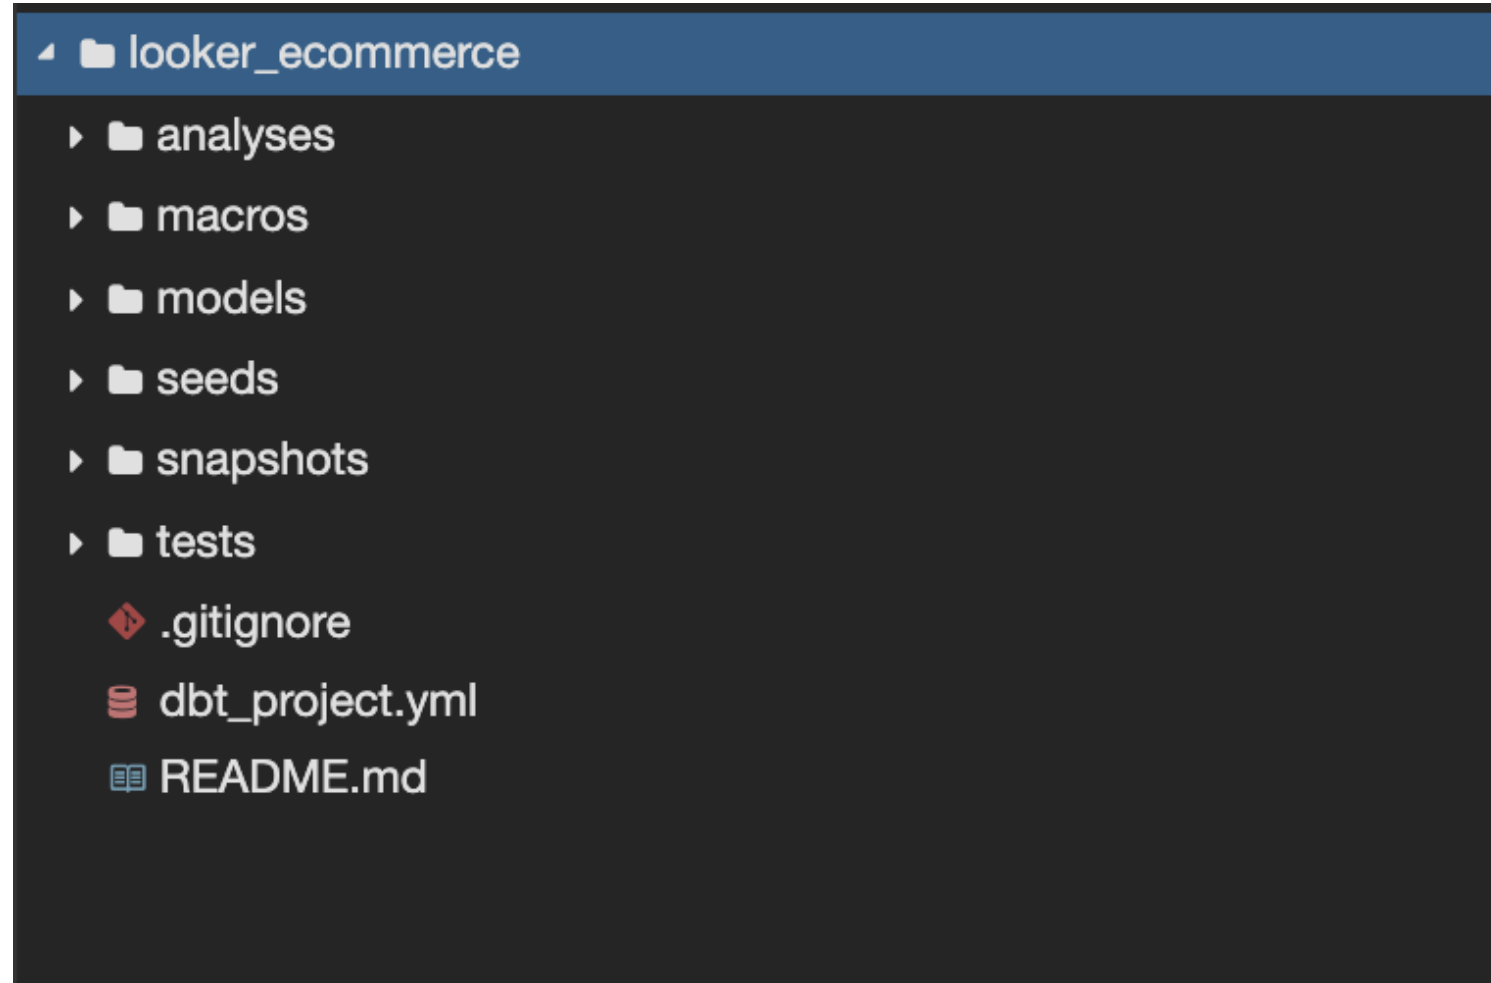 looker_ecommerce
analyses
macros
models
seeds
snapshots
tests
.gitignore
dbt_project.yml
README.md